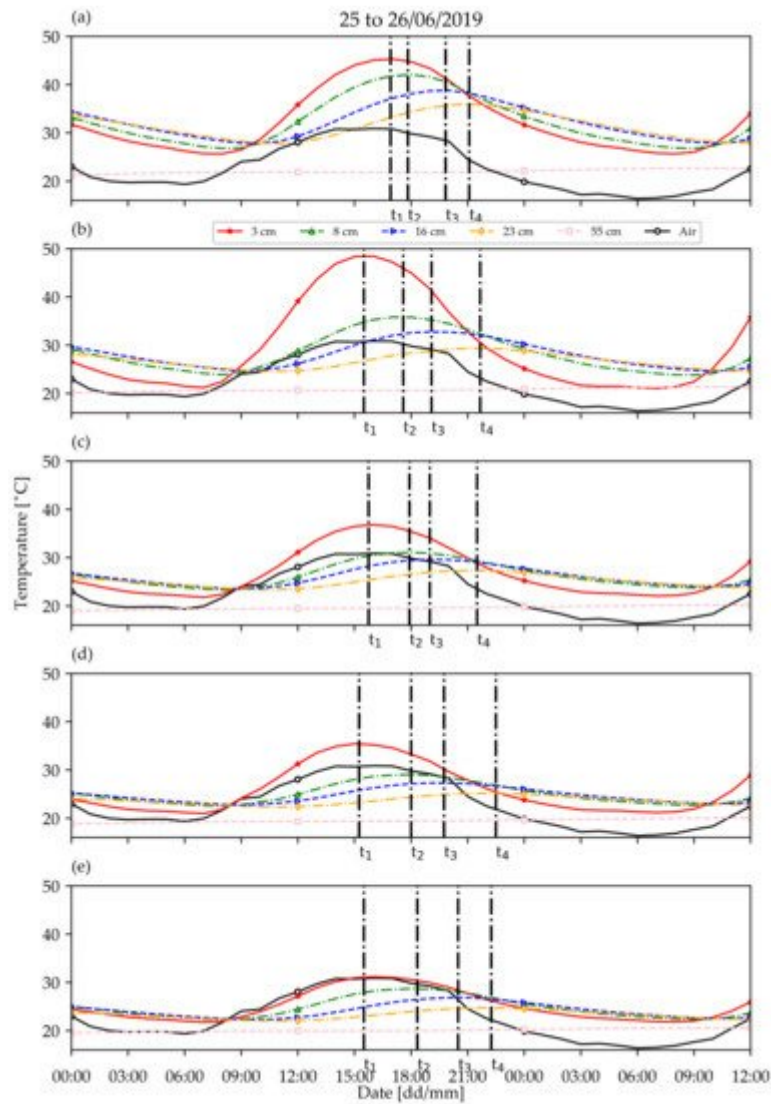 (a)
25 to 26/06/2019
50
40
30
20
t1 t2 t3 t4
(b)
3 cm 8 cm 16 cm 23 cm 55 cm Air
50
40
30
20
t1 t2 t3 t4
(c)
50
40
30
20
t1 t2 t3 t4
Temperature [°C]
(d)
50
40
30
20
t1 t2 t3 t4
(e)
50
40
30
20
t1 t2 t3 t4
00:00 03:00 06:00 09:00 12:00 15:00 18:00 21:00 00:00 03:00 06:00 09:00 12:00
Date [dd/mm]